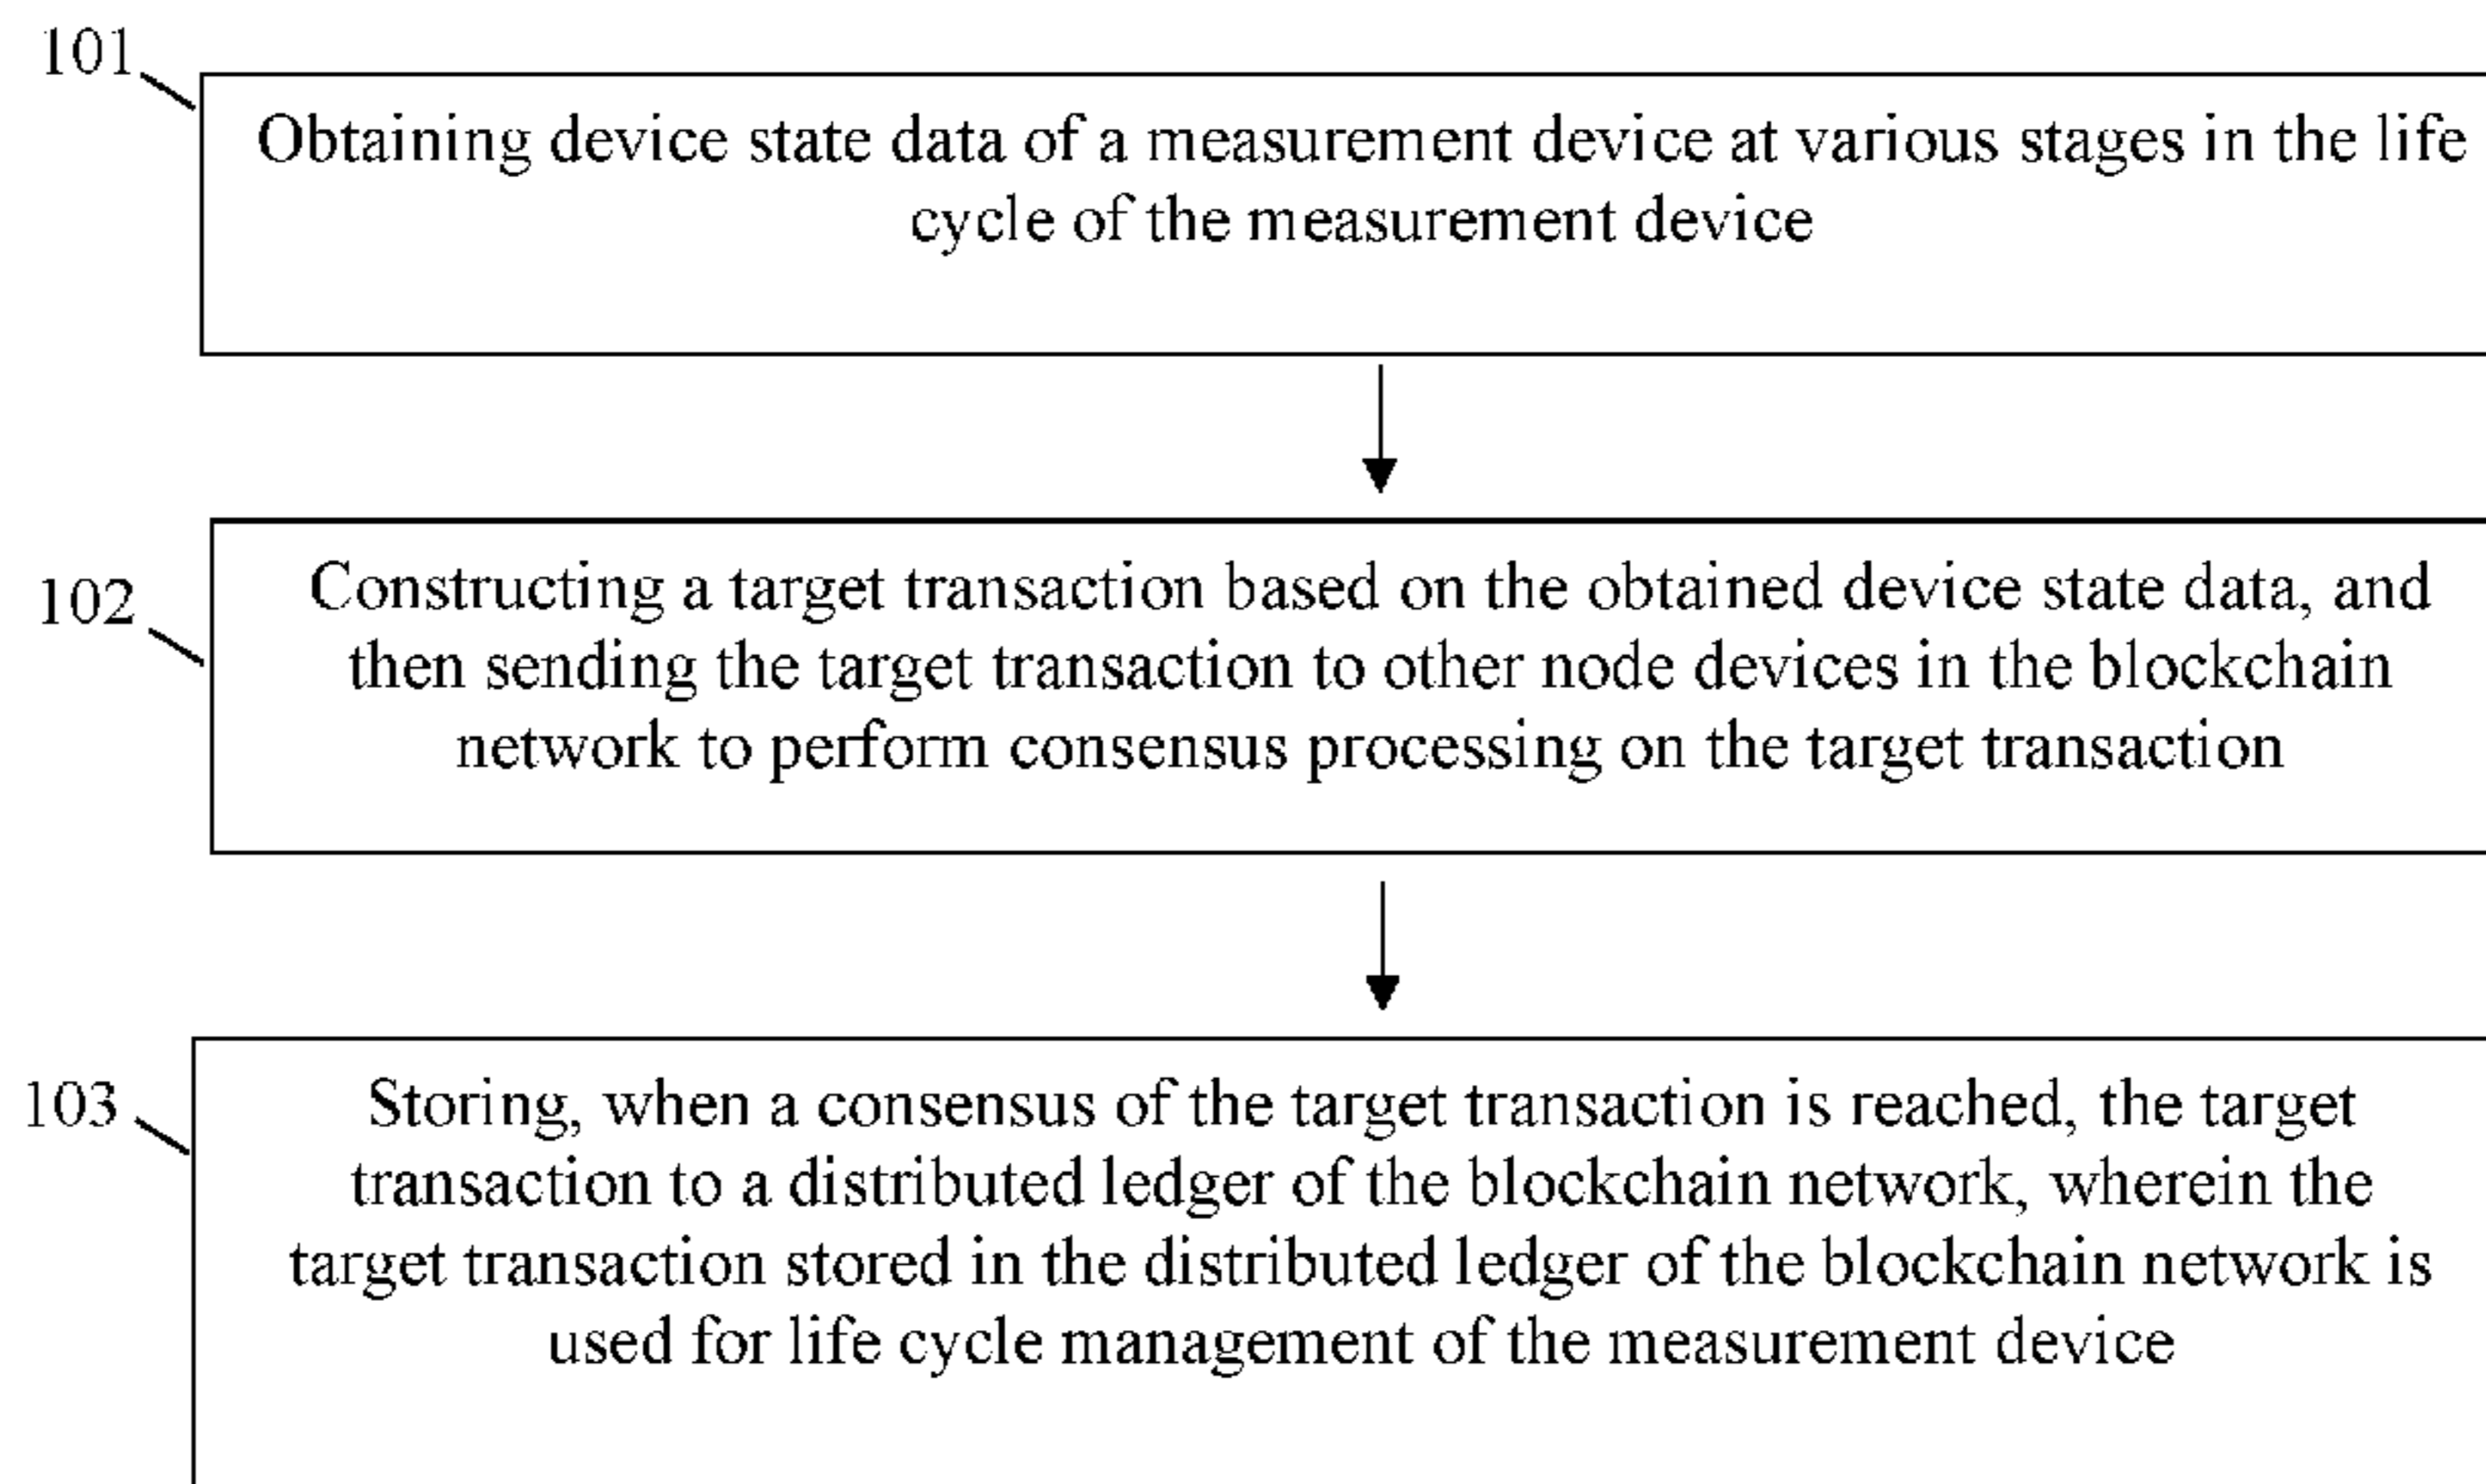 101
Obtaining device state data of a measurement device at various stages in the life
cycle of the measurement device
102
Constructing a target transaction based on the obtained device state data, and
then sending the target transaction to other node devices in the blockchain
network to perform consensus processing on the target transaction
103
Storing, when a consensus of the target transaction is reached, the target
transaction to a distributed ledger of the blockchain network, wherein the
target transaction stored in the distributed ledger of the blockchain network is
used for life cycle management of the measurement device